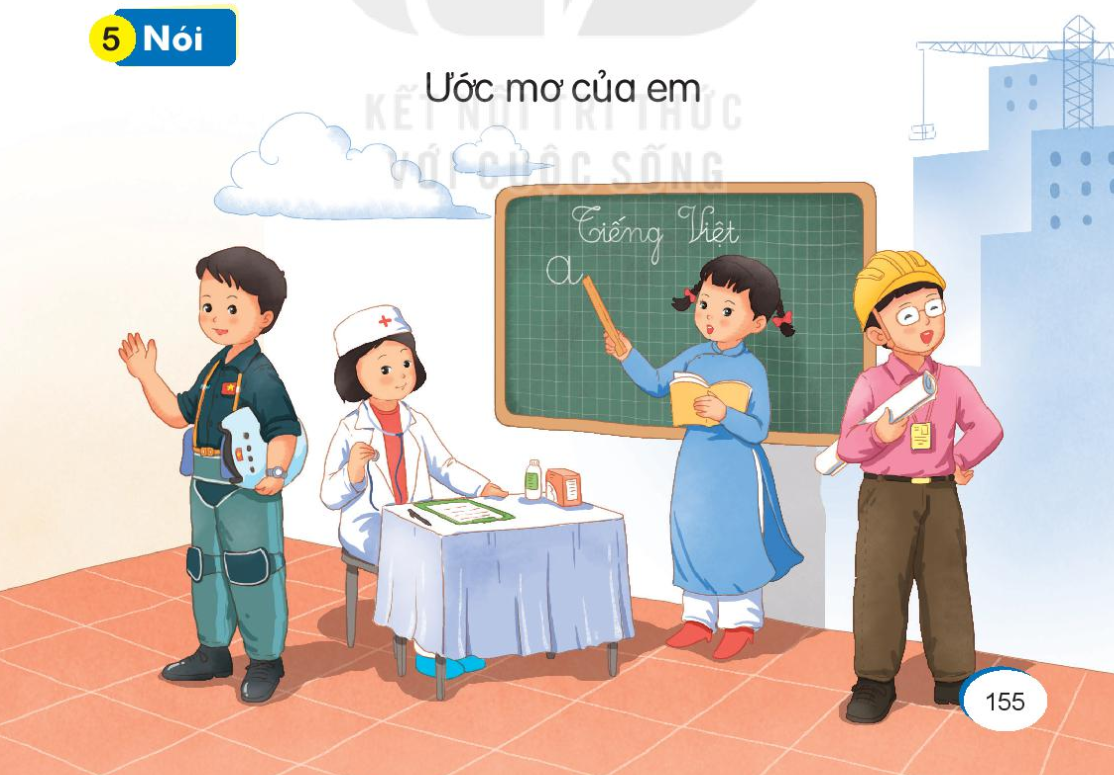 5 Nói
Ước mơ của em
KẾT NỐI TRI THỨC
VỚI CUỘC SỐNG
Tiếng Việt
a
155